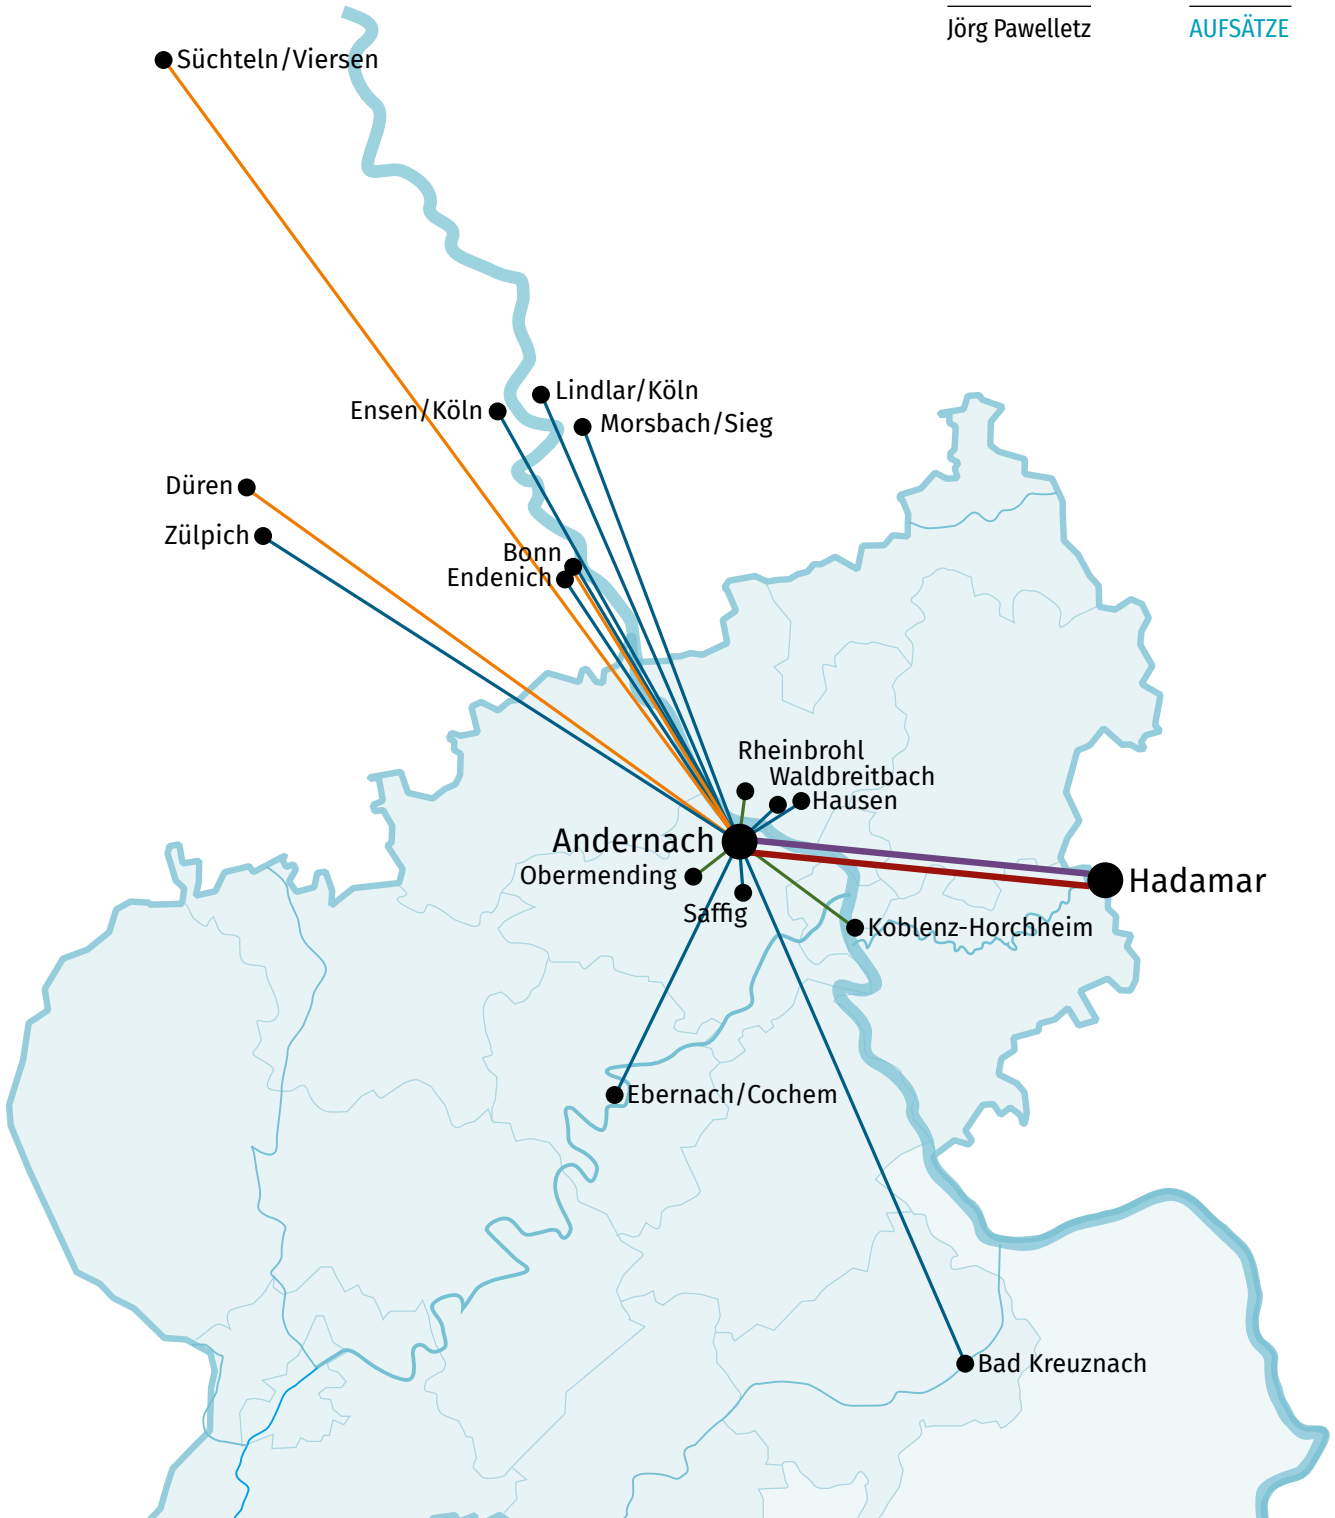 Jörg Pawelletz
AUFSÄTZE
Süchteln/Viersen
Lindlar/Köln
Ensen/Köln
Morsbach/Sieg
Düren
Zülpich
Bonn
Endenich
Rheinbrohl
Waldbreitbach
Hausen
Andernach
Obermending
Hadamar
Saffig
Koblenz-Horchheim
Ebernach/Cochem
Bad Kreuznach